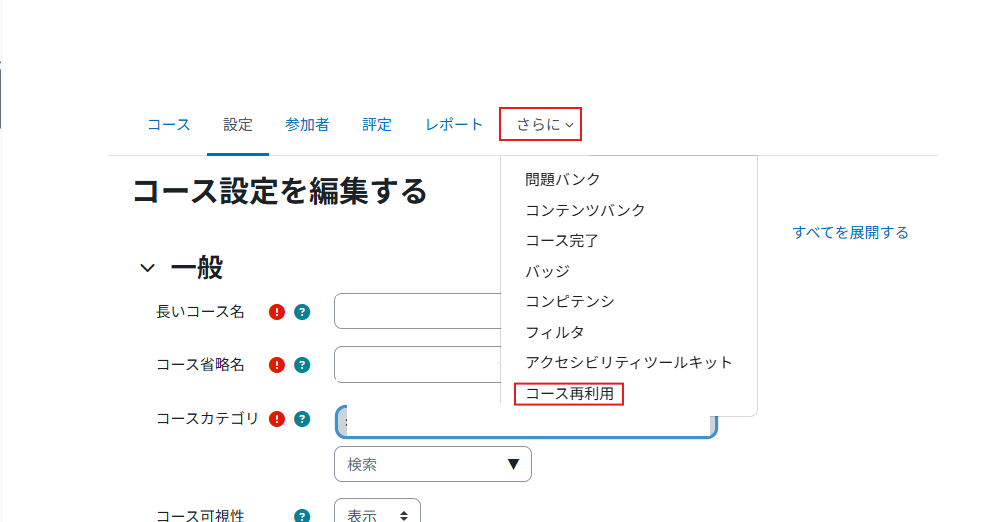 コース 設定 参加者 評定 レポート さらに
問題バンク
コンテンツバンク
コース完了
バッジ
コンピテンシ
フィルタ
アクセシビリティツールキット
コース再利用
コース設定を編集する
すべてを展開する
一般
長いコース名
コース省略名
コースカテゴリ
検索
コース可視性 表示